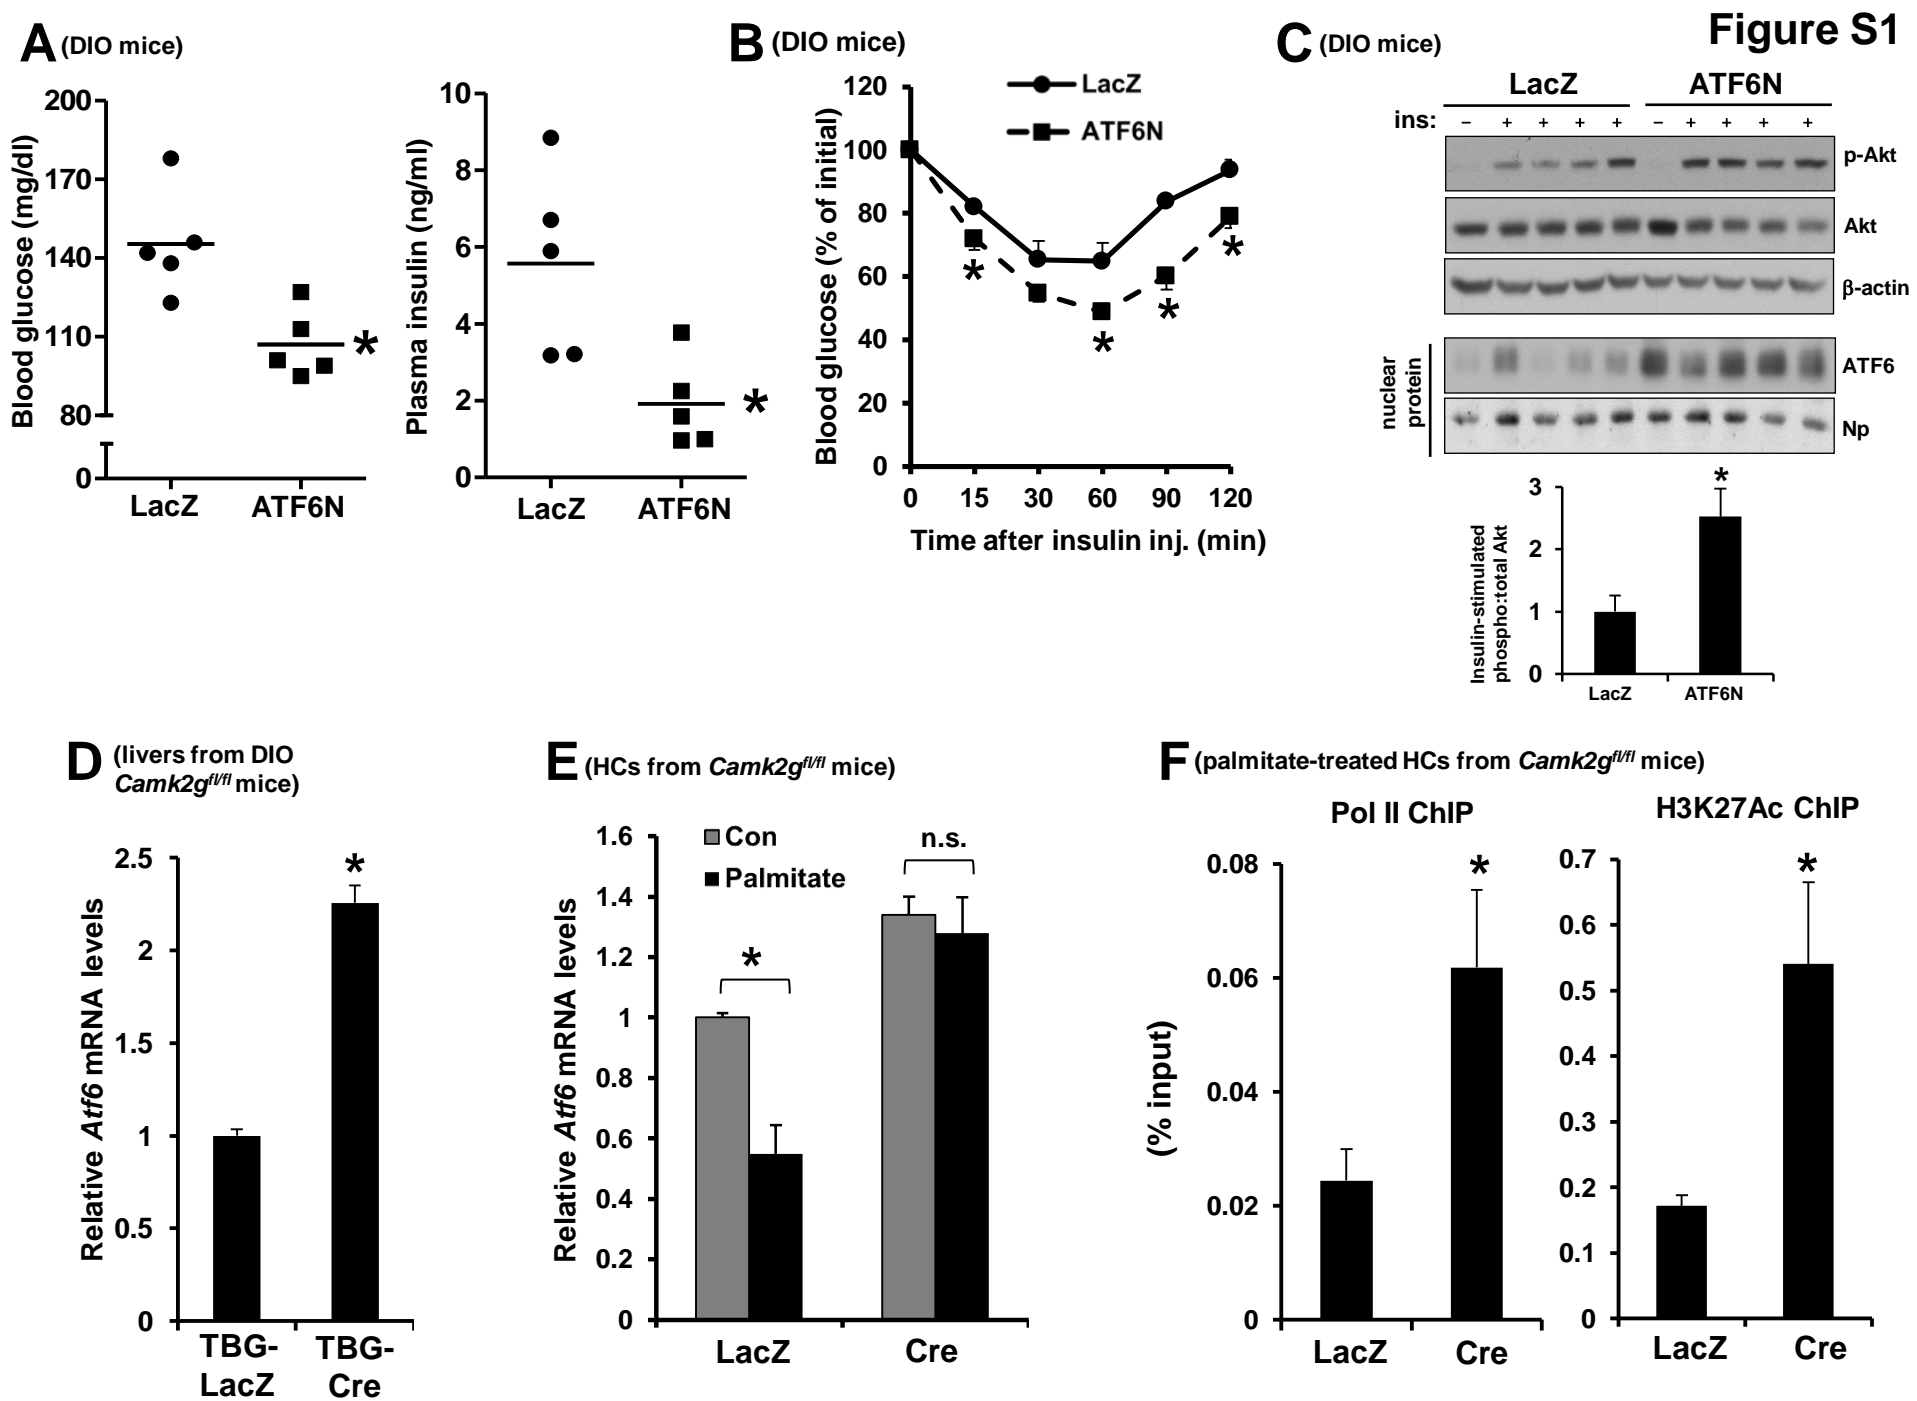 Figure S1
A (DIO mice)
Blood glucose (mg/dl)
200
170
140
110
80
0
*
LacZ ATF6N
Plasma insulin (ng/ml)
10
8
6
4
2
0
*
LacZ ATF6N
B (DIO mice)
LacZ
ATF6N
Blood glucose (% of initial)
120
100
80
60
40
20
0
* * * *
0 15 30 60 90 120
Time after insulin inj. (min)
C (DIO mice)
LacZ ATF6N
ins: – + + + + – + + + +
p-Akt
Akt
β-actin
nuclear
protein
ATF6
Np
Insulin-stimulated
phospho:total Akt
3
2
1
0
*
LacZ ATF6N
D (livers from DIO
Camk2gfl/fl mice)
Relative Atf6 mRNA levels
2.5
2
1.5
1
0.5
0
*
TBG-
LacZ
TBG-
Cre
E (HCs from Camk2gfl/fl mice)
Con
Palmitate
Relative Atf6 mRNA levels
1.6
1.4
1.2
1
0.8
0.6
0.4
0.2
0
*
n.s.
LacZ Cre
F (palmitate-treated HCs from Camk2gfl/fl mice)
Pol II ChIP
(% input)
0.08
0.06
0.04
0.02
0
*
LacZ Cre
H3K27Ac ChIP
0.7
0.6
0.5
0.4
0.3
0.2
0.1
0
*
LacZ Cre